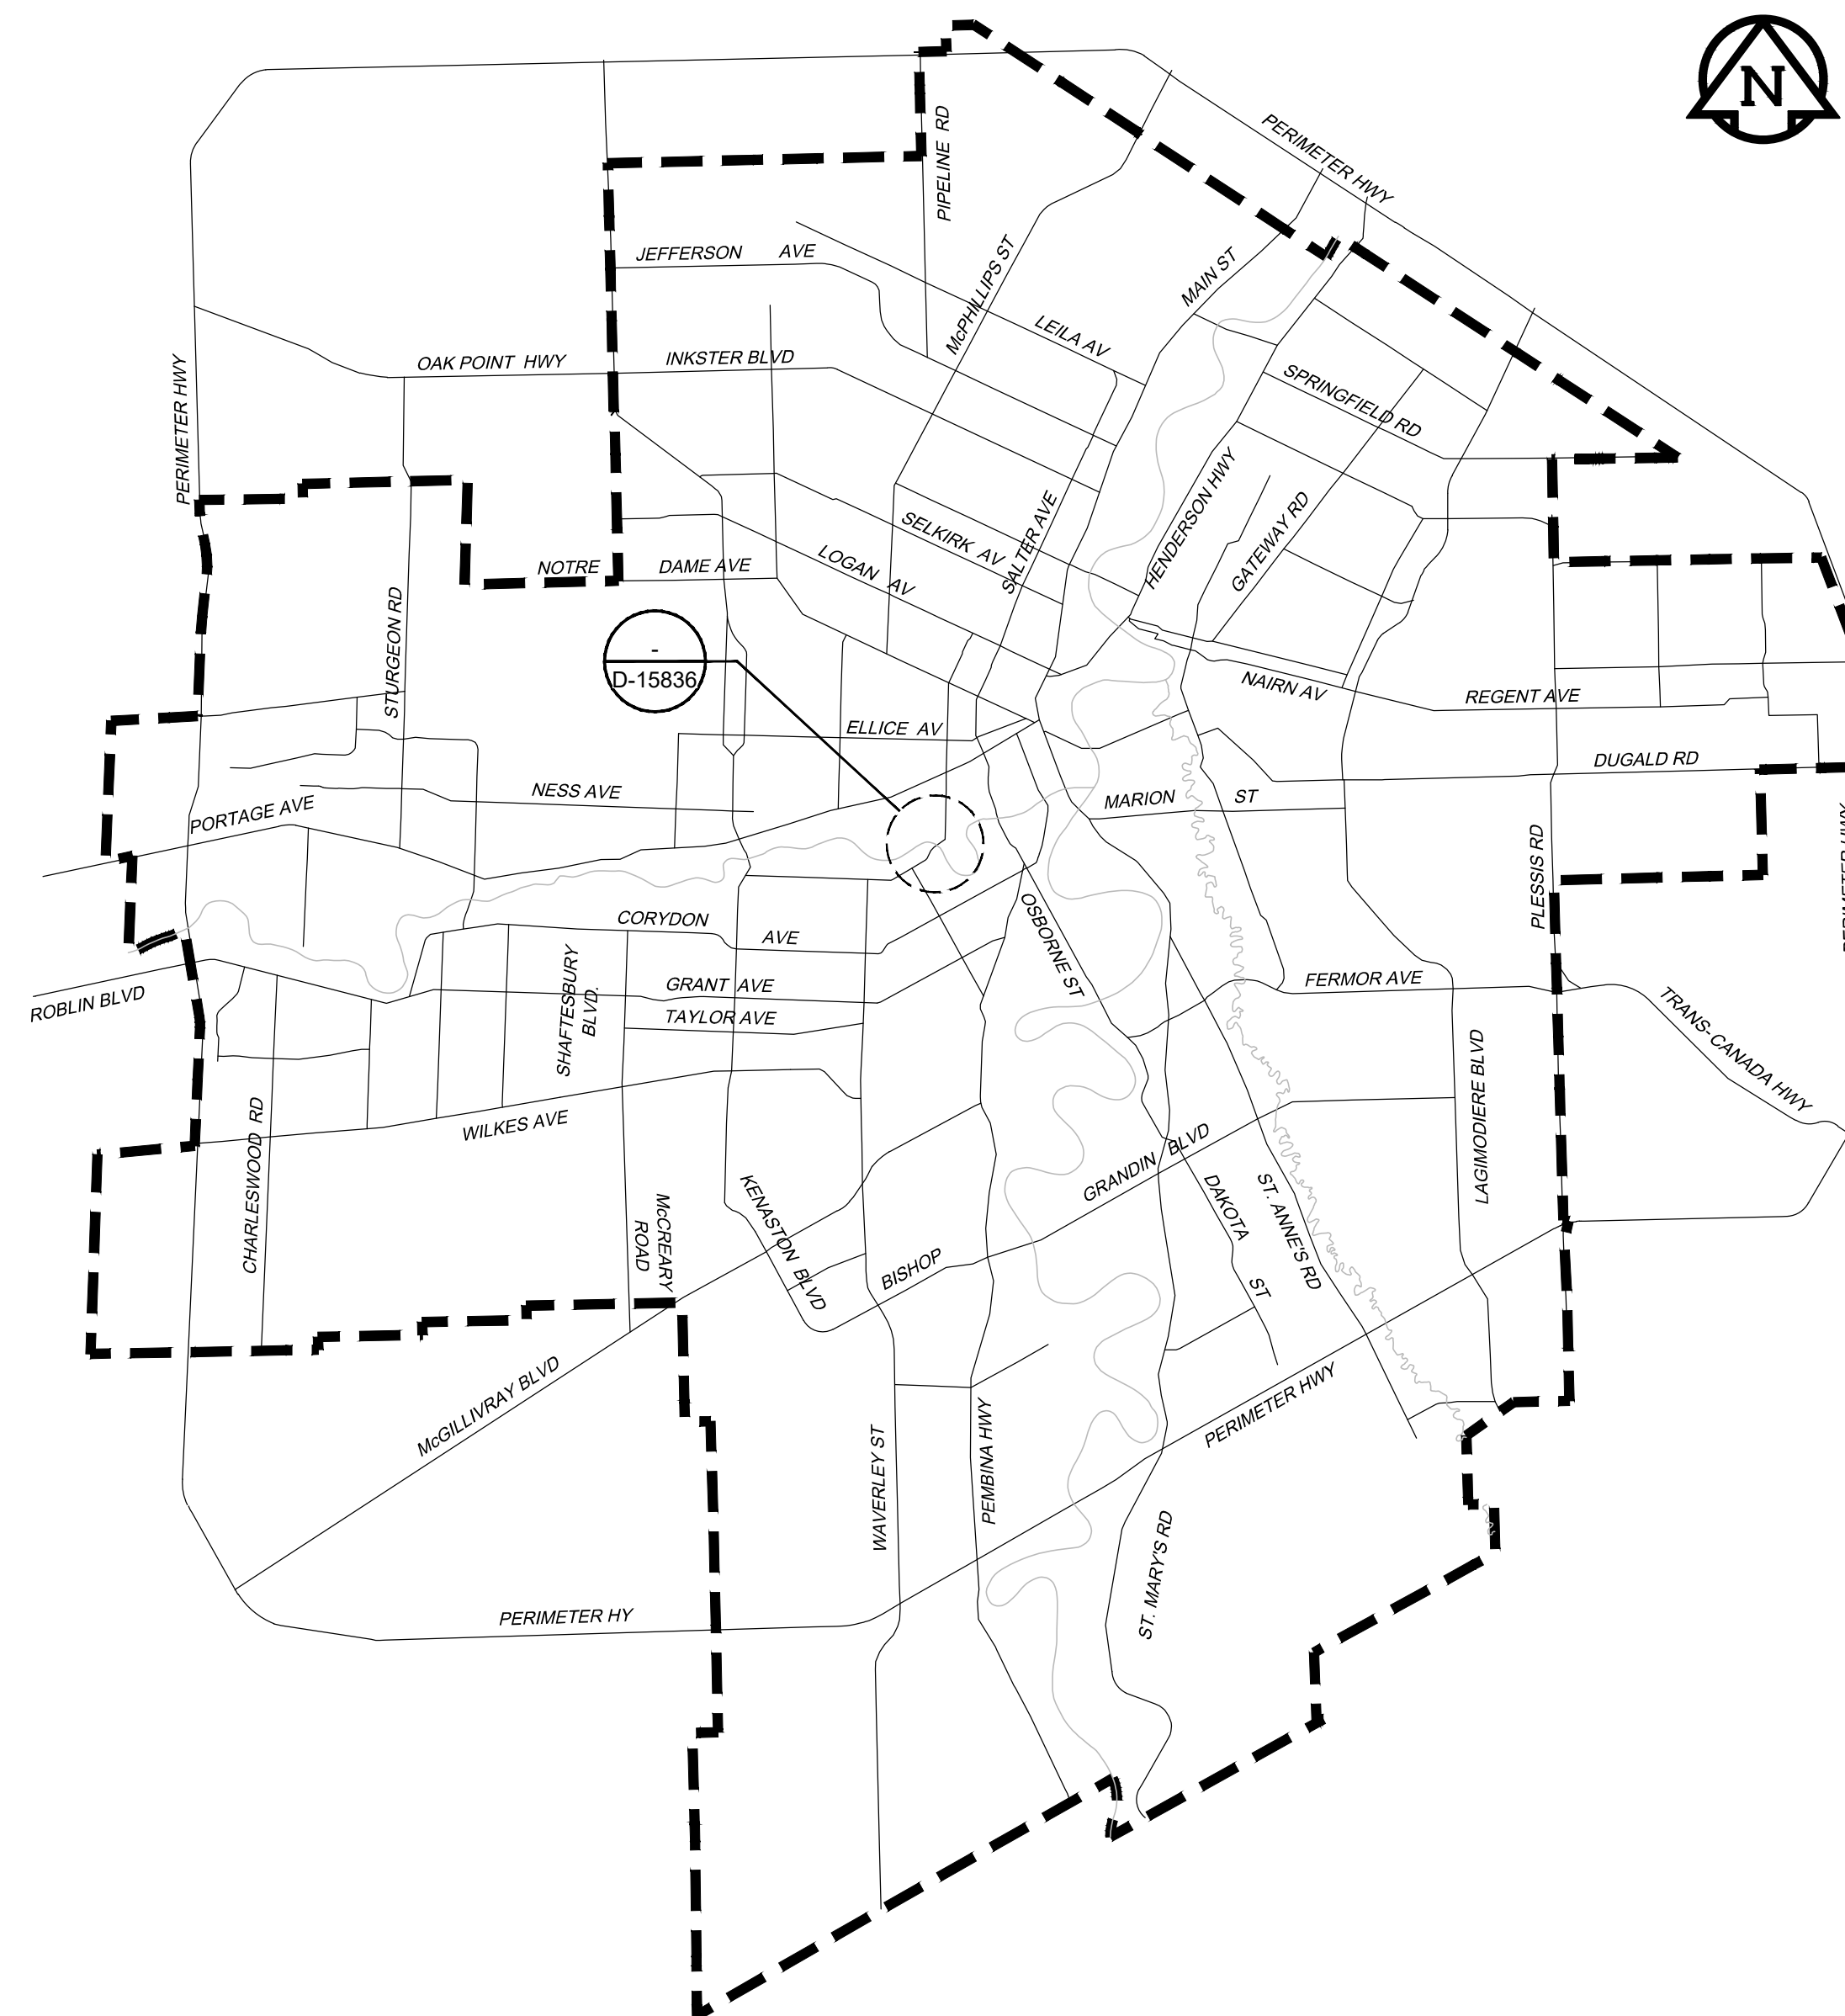 N
PERIMETER HWY
PIPELINE RD
JEFFERSON AVE
McPHILLIPS ST
MAIN ST
LEILA AV
OAK POINT HWY
INKSTER BLVD
PERIMETER HWY
SPRINGFIELD RD
HENDERSON HWY
GATEWAY RD
SELKIRK AV
SALTER AVE
LOGAN AV
NOTRE DAME AVE
STURGEON RD
-
D-15836
NAIRN AV
REGENT AVE
ELLICE AV
DUGALD RD
NESS AVE
MARION ST
PORTAGE AVE
PLESSIS RD
PERIMETER HWY
CORYDON AVE
OSBORNE ST
SHAFTESBURY
BLVD.
GRANT AVE
FERMOR AVE
ROBLIN BLVD
TAYLOR AVE
TRANS-CANADA HWY
LAGIMODIERE BLVD
WILKES AVE
CHARLESWOOD RD
GRANDIN BLVD
DAKOTA ST
ST. ANNE'S RD
KENASTON BLVD
McCREARY
ROAD
BISHOP
McGILLIVRAY BLVD
PERIMETER HWY
WAVERLEY ST
PEMBINA HWY
ST. MARY'S RD
PERIMETER HY